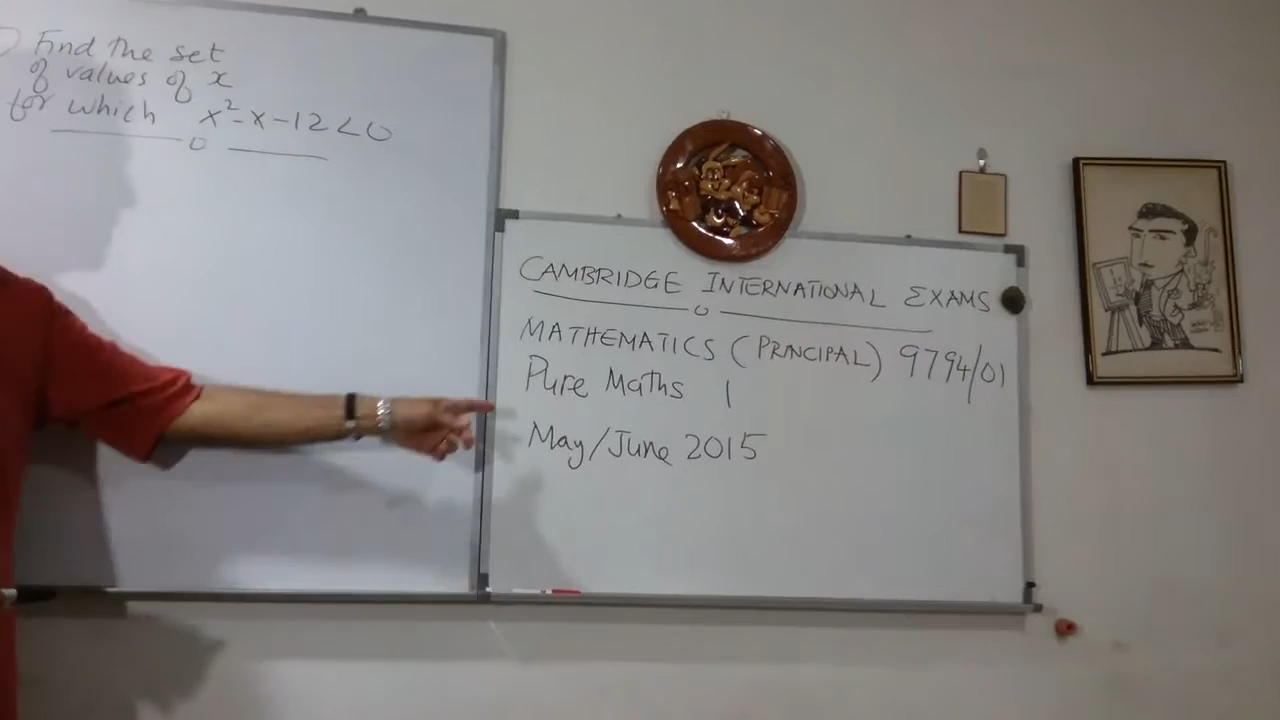 Find the set
of values of x
for which x²-x-12<0
CAMBRIDGE INTERNATIONAL EXAMS
MATHEMATICS (PRINCIPAL) 9794/01
Pure Maths 1
May/June 2015